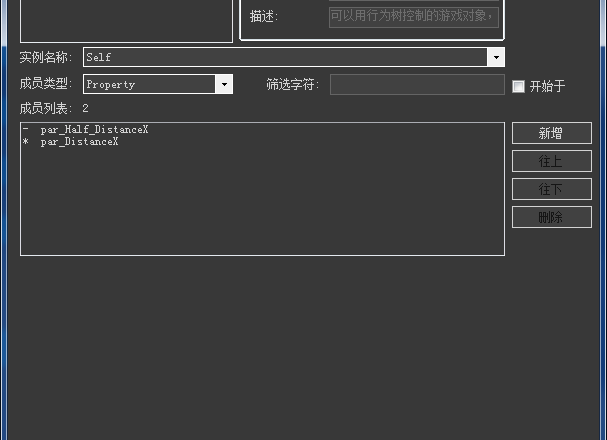 描述: 可以用行为树控制的游戏对象,
实例名称: Self
成员类型: Property 筛选字符: 开始于
成员列表: 2
- par_Half_DistanceX
* par_DistanceX
新增
往上
往下
删除